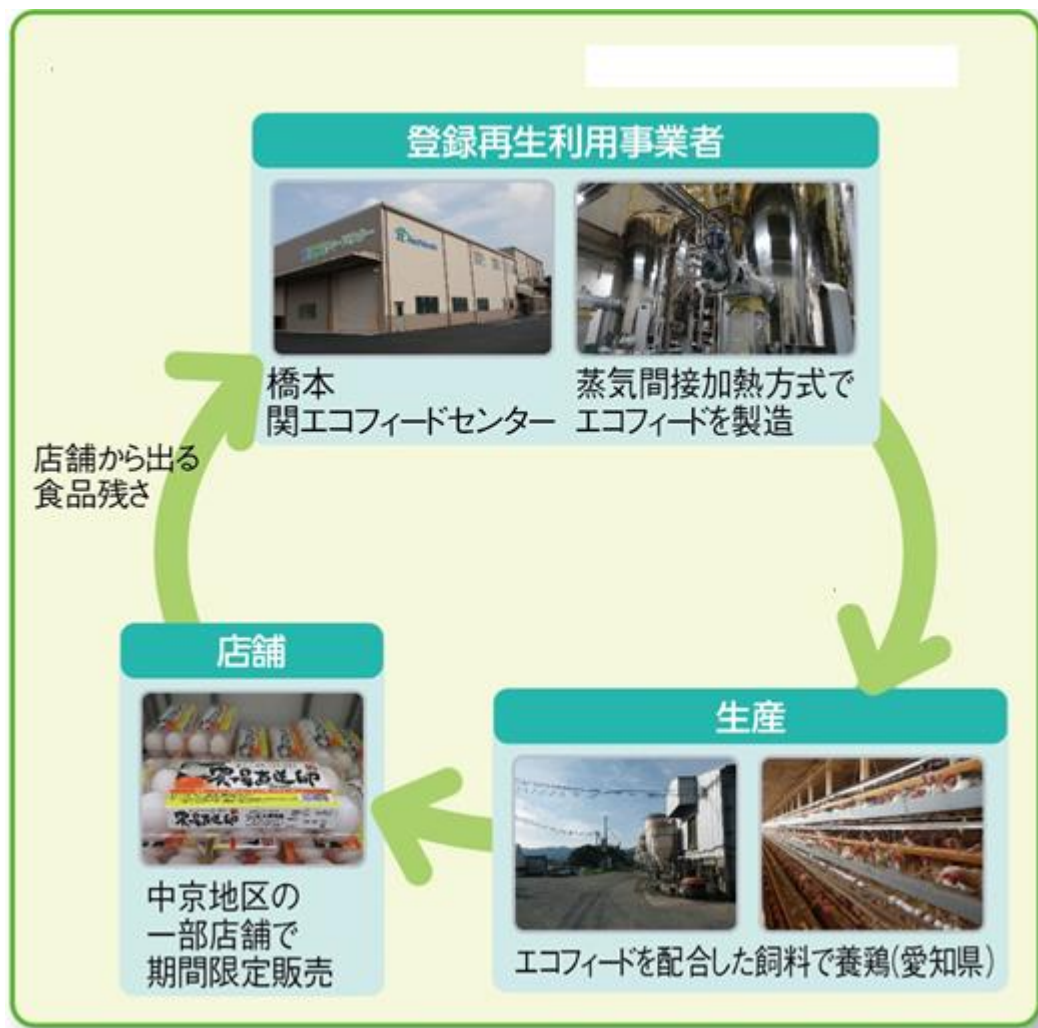 登録再生利用事業者
橋本
関エコフィードセンター
蒸気間接加熱方式で
エコフィードを製造
店舗から出る
食品残さ
店舗
中京地区の
一部店舗で
期間限定販売
生産
エコフィードを配合した飼料で養鶏(愛知県)